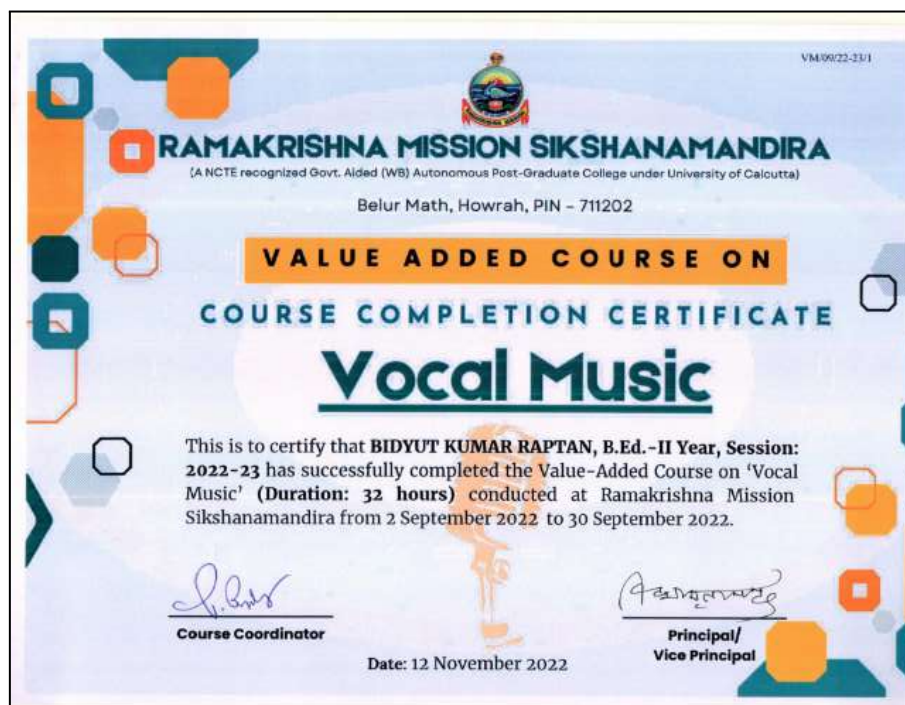 VM/09/22-23/1
RAMAKRISHNA MISSION SIKSHANAMANDIRA
(A NCTE recognized Govt. Aided (WB) Autonomous Post-Graduate College under University of Calcutta)
Belur Math, Howrah, PIN - 711202
VALUE ADDED COURSE ON
COURSE COMPLETION CERTIFICATE
Vocal Music
This is to certify that BIDYUT KUMAR RAPTAN, B.Ed.-II Year, Session:
2022-23 has successfully completed the Value-Added Course on ‘Vocal
Music’ (Duration: 32 hours) conducted at Ramakrishna Mission
Sikshanamandira from 2 September 2022 to 30 September 2022.
Course Coordinator
Principal/
Vice Principal
Date: 12 November 2022